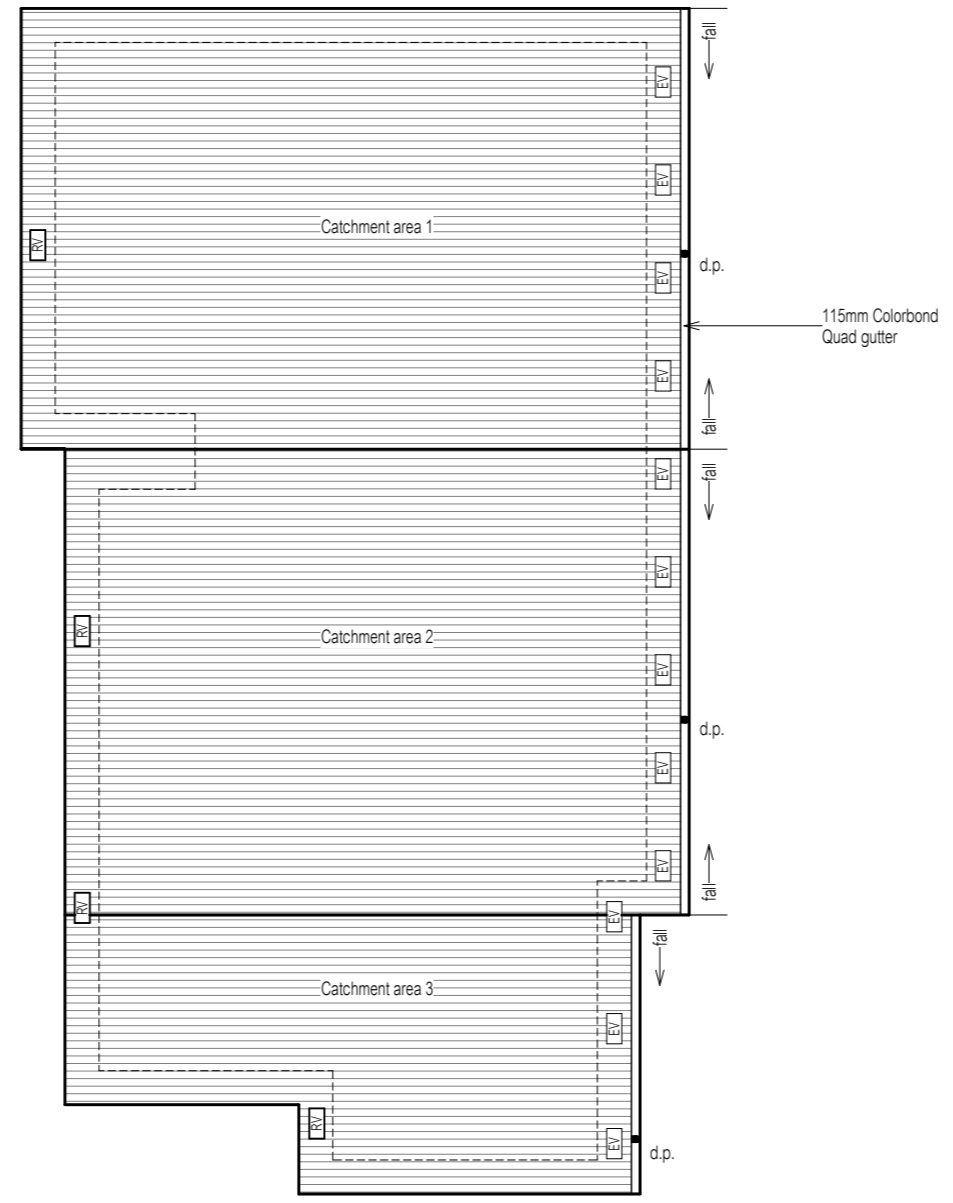 fall
EV
EV
Catchment area 1
RV
d.p.
EV
115mm Colorbond
Quad gutter
EV
fall
fall
EV
EV
RV
Catchment area 2
EV
d.p.
EV
EV
fall
RV
EV
fall
Catchment area 3
EV
RV
EV
d.p.